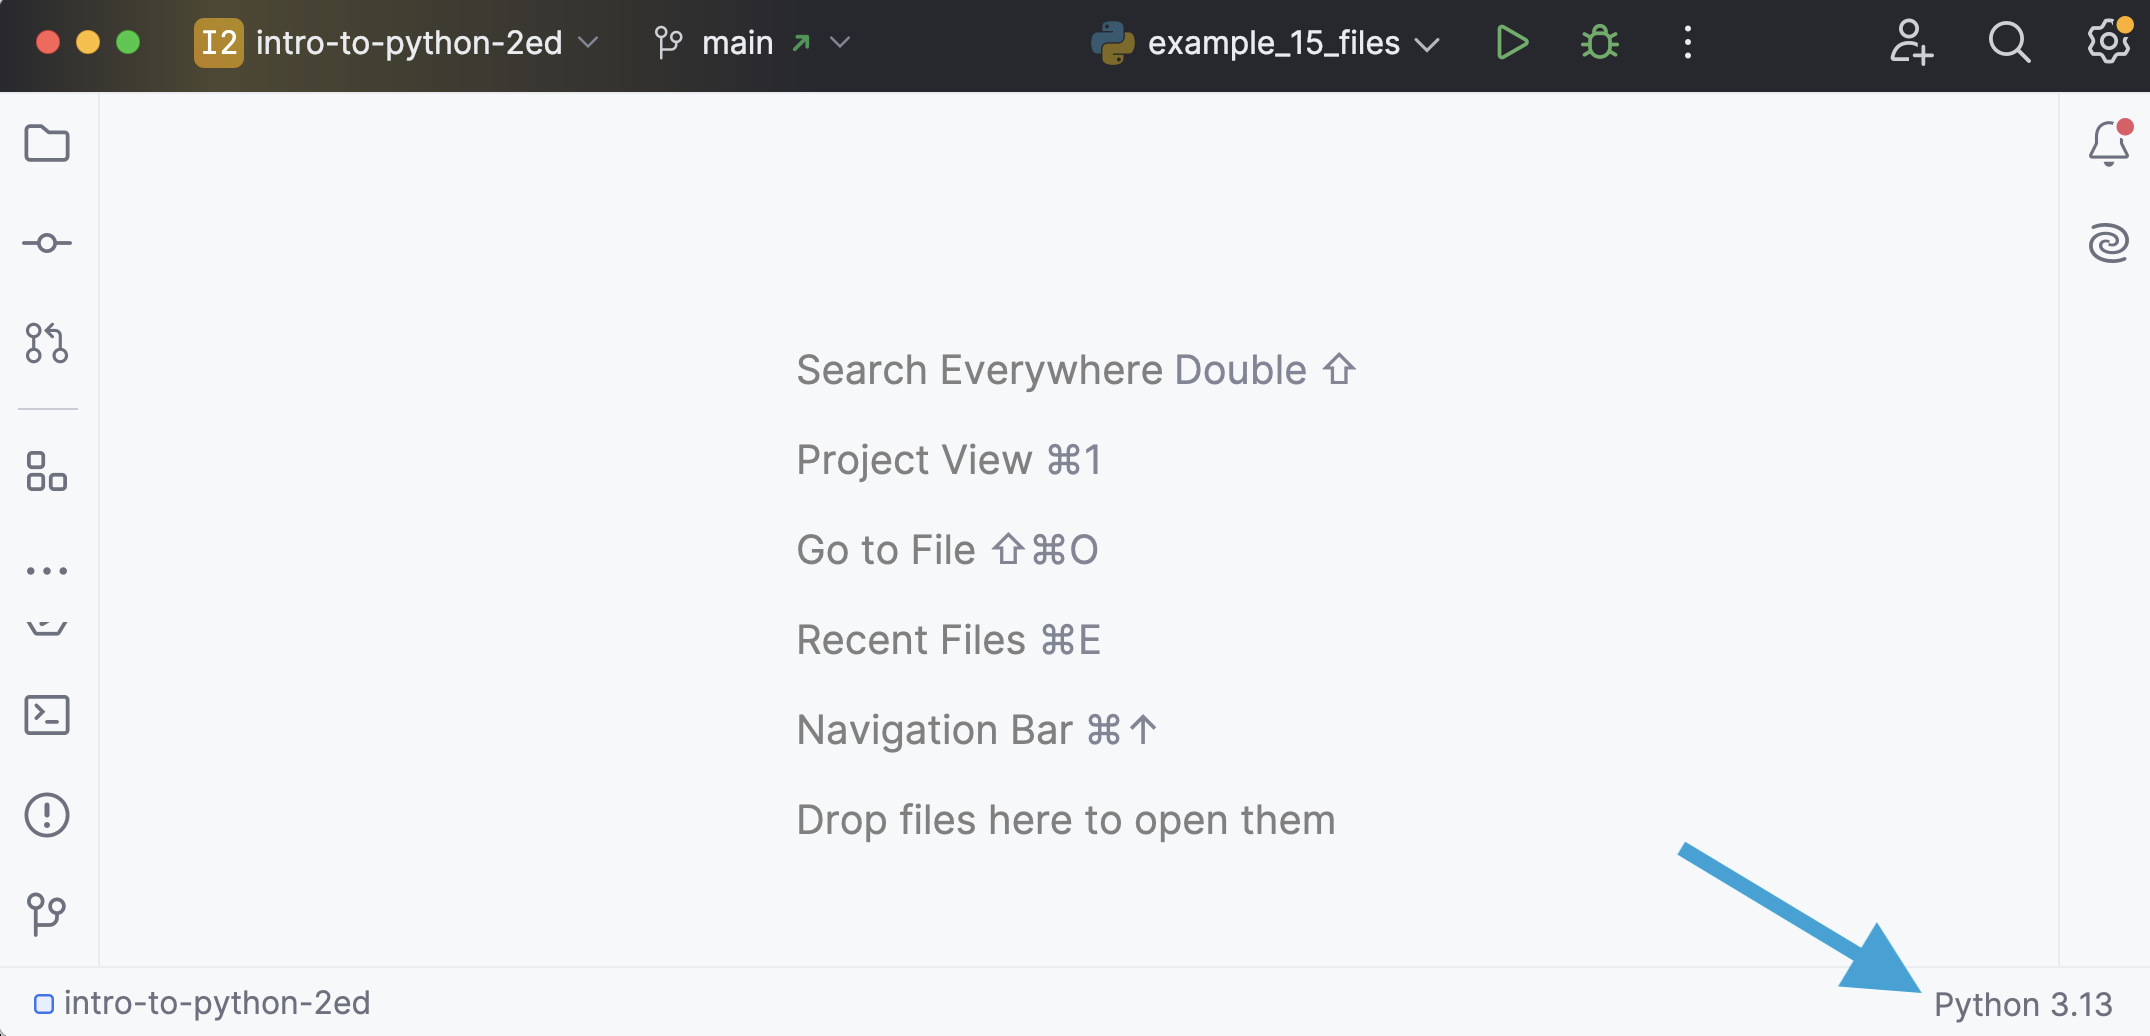 I2 intro-to-python-2ed main example_15_files
Search Everywhere Double ⇧
Project View ⌘1
Go to File ⇧⌘O
Recent Files ⌘E
Navigation Bar ⌘↑
Drop files here to open them
intro-to-python-2ed
Python 3.13